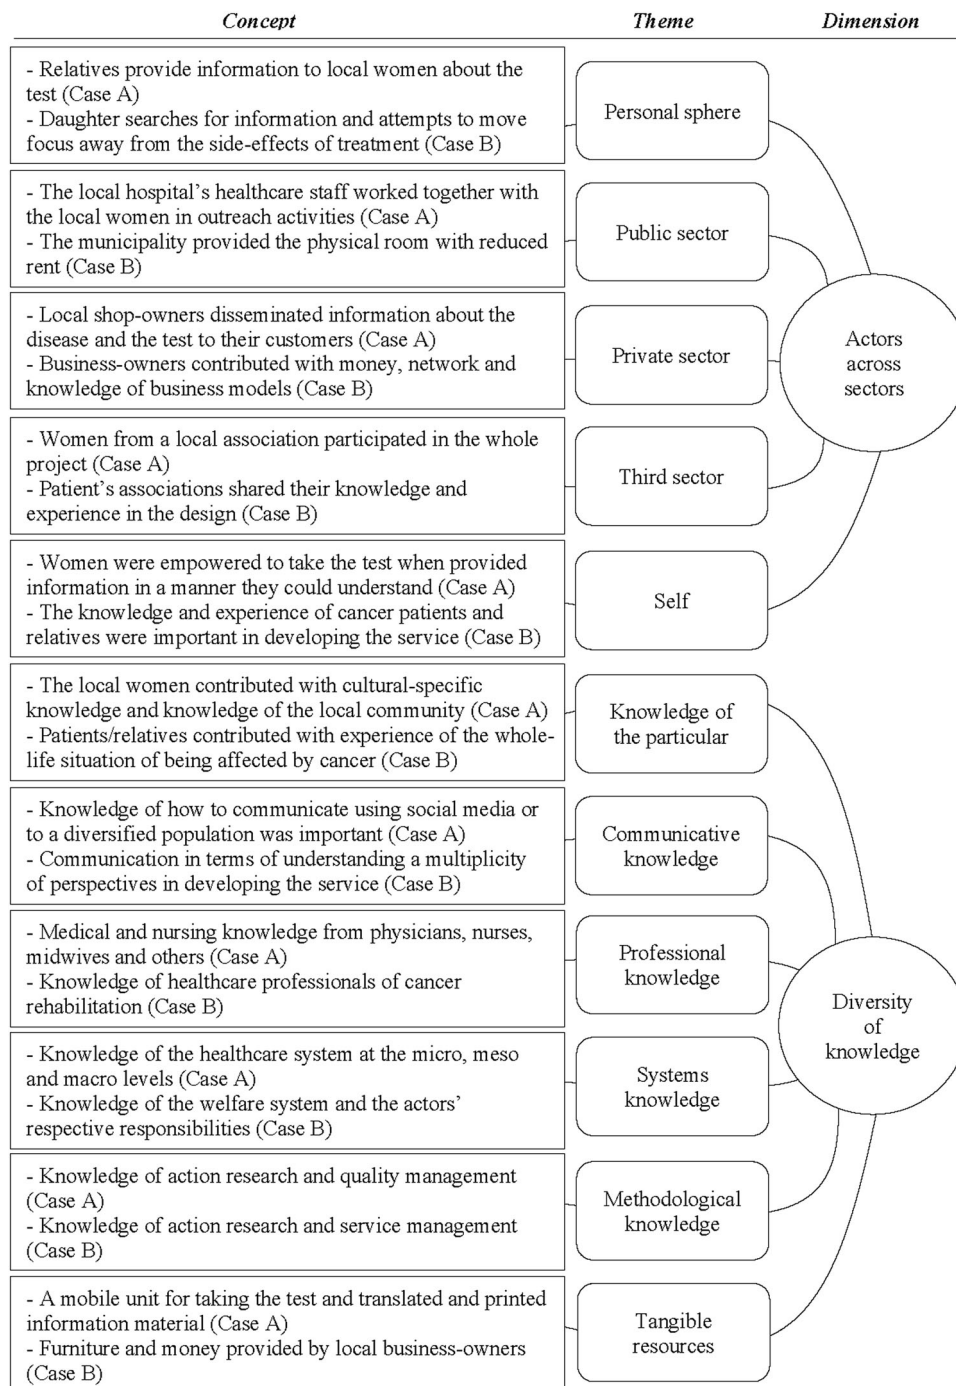 Concept Theme Dimension
- Relatives provide information to local women about the
test (Case A)
- Daughter searches for information and attempts to move
focus away from the side-effects of treatment (Case B)
Personal sphere
- The local hospital's healthcare staff worked together with
the local women in outreach activities (Case A)
- The municipality provided the physical room with reduced
rent (Case B)
Public sector
- Local shop-owners disseminated information about the
disease and the test to their customers (Case A)
- Business-owners contributed with money, network and
knowledge of business models (Case B)
Private sector
- Women from a local association participated in the whole
project (Case A)
- Patient's associations shared their knowledge and
experience in the design (Case B)
Third sector
- Women were empowered to take the test when provided
information in a manner they could understand (Case A)
- The knowledge and experience of cancer patients and
relatives were important in developing the service (Case B)
Self
Actors
across
sectors
- The local women contributed with cultural-specific
knowledge and knowledge of the local community (Case A)
- Patients/relatives contributed with experience of the whole-
life situation of being affected by cancer (Case B)
Knowledge of
the particular
- Knowledge of how to communicate using social media or
to a diversified population was important (Case A)
- Communication in terms of understanding a multiplicity
of perspectives in developing the service (Case B)
Communicative
knowledge
- Medical and nursing knowledge from physicians, nurses,
midwives and others (Case A)
- Knowledge of healthcare professionals of cancer
rehabilitation (Case B)
Professional
knowledge
- Knowledge of the healthcare system at the micro, meso
and macro levels (Case A)
- Knowledge of the welfare system and the actors'
respective responsibilities (Case B)
Systems
knowledge
- Knowledge of action research and quality management
(Case A)
- Knowledge of action research and service management
(Case B)
Methodological
knowledge
- A mobile unit for taking the test and translated and printed
information material (Case A)
- Furniture and money provided by local business-owners
(Case B)
Tangible
resources
Diversity
of
knowledge